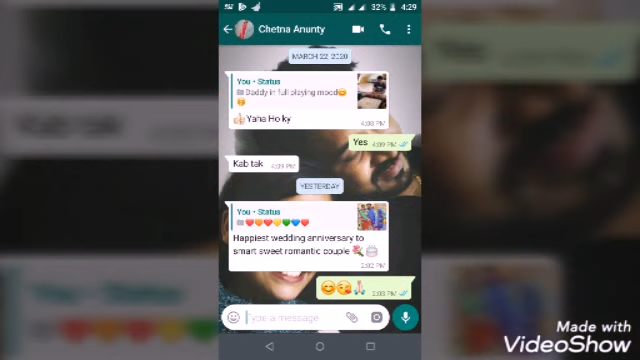 32% 4:29
Chetna Anunty
MARCH 22, 2020
You • Status
Daddy in full playing mood😊
😚
👍🏻Yaha Ho ky
4:08 PM
Yes 4:09 PM
Kab tak 4:09 PM
YESTERDAY
You • Status
❤️🧡❤️💛💚💙❤️
Happiest wedding anniversary to
smart sweet romantic couple 💐🎂
2:02 PM
😊😘🙏🏻 2:03 PM
Type a message
Made with
VideoShow